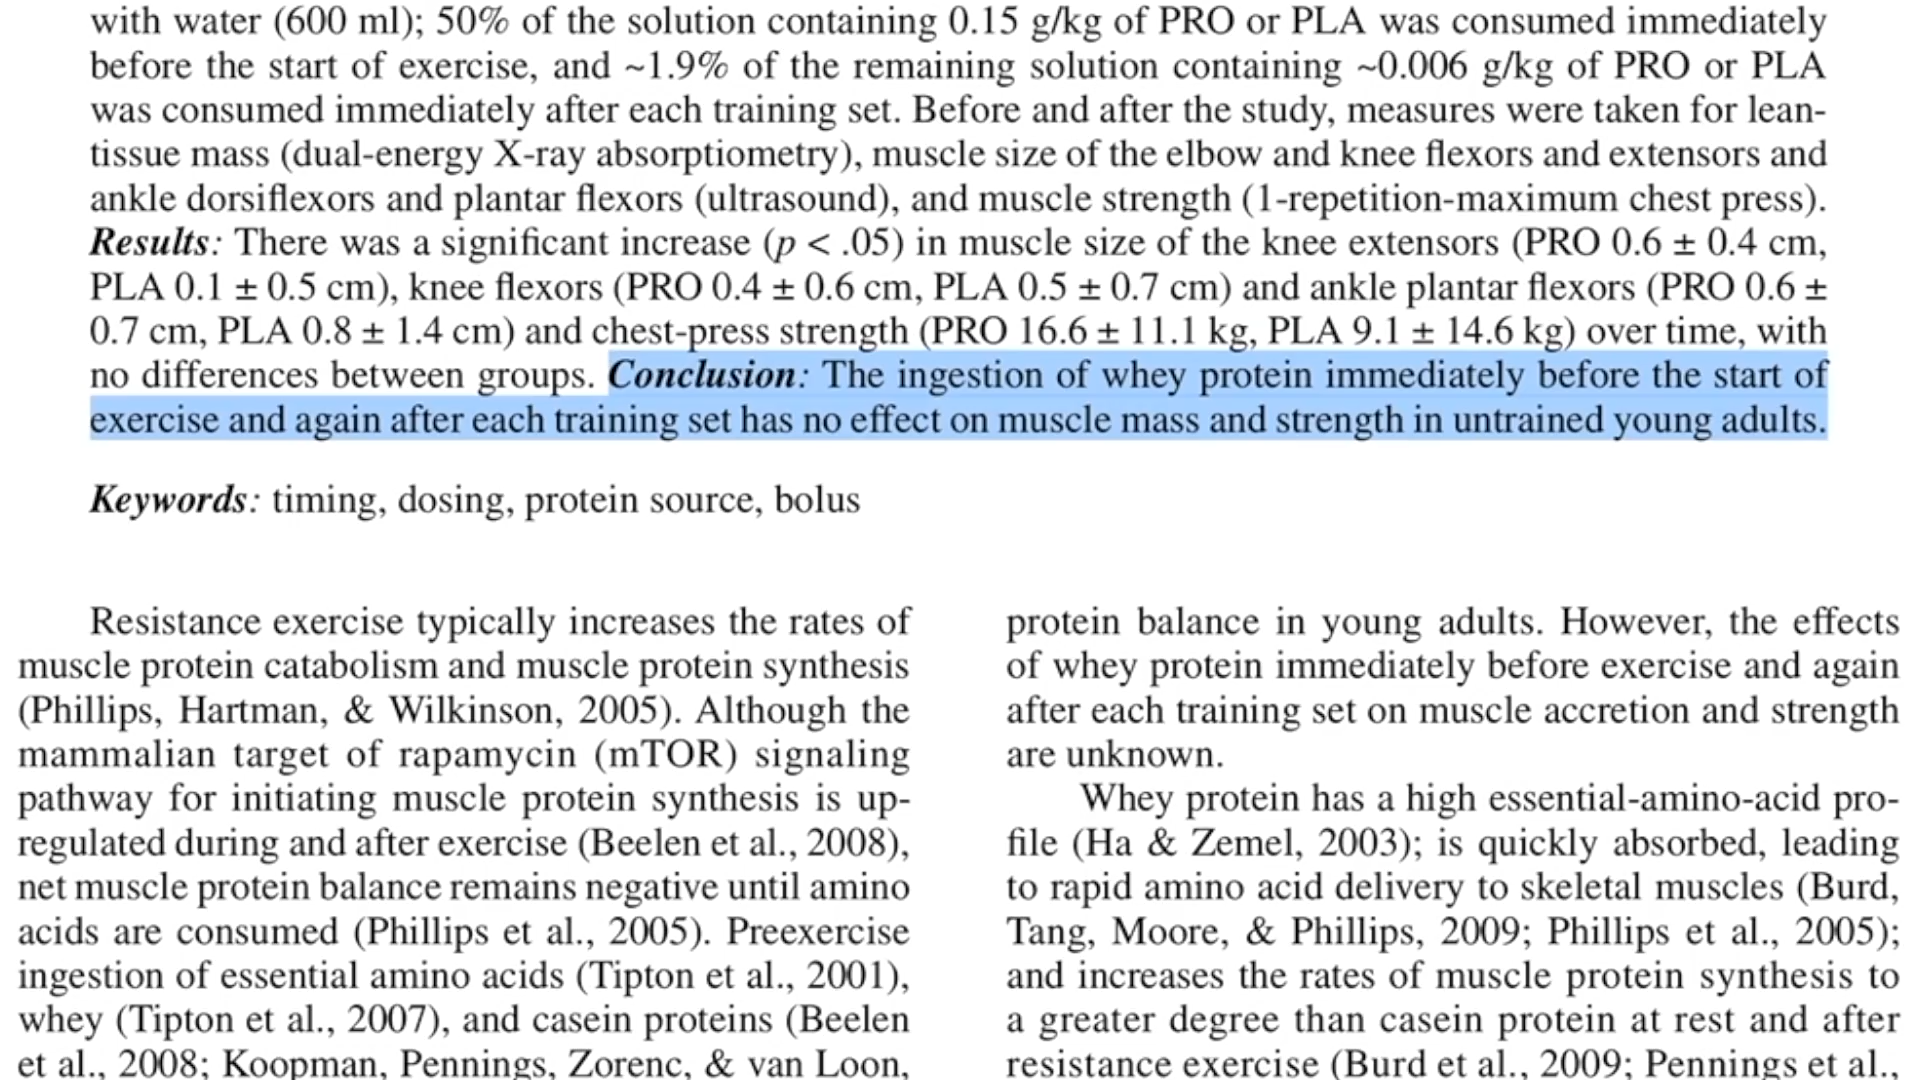 with water (600 ml); 50% of the solution containing 0.15 g/kg of PRO or PLA was consumed immediately
before the start of exercise, and ~1.9% of the remaining solution containing ~0.006 g/kg of PRO or PLA
was consumed immediately after each training set. Before and after the study, measures were taken for lean-
tissue mass (dual-energy X-ray absorptiometry), muscle size of the elbow and knee flexors and extensors and
ankle dorsiflexors and plantar flexors (ultrasound), and muscle strength (1-repetition-maximum chest press).
Results: There was a significant increase (p < .05) in muscle size of the knee extensors (PRO 0.6 ± 0.4 cm,
PLA 0.1 ± 0.5 cm), knee flexors (PRO 0.4 ± 0.6 cm, PLA 0.5 ± 0.7 cm) and ankle plantar flexors (PRO 0.6 ±
0.7 cm, PLA 0.8 ± 1.4 cm) and chest-press strength (PRO 16.6 ± 11.1 kg, PLA 9.1 ± 14.6 kg) over time, with
no differences between groups. Conclusion: The ingestion of whey protein immediately before the start of
exercise and again after each training set has no effect on muscle mass and strength in untrained young adults.
Keywords: timing, dosing, protein source, bolus
Resistance exercise typically increases the rates of
muscle protein catabolism and muscle protein synthesis
(Phillips, Hartman, & Wilkinson, 2005). Although the
mammalian target of rapamycin (mTOR) signaling
pathway for initiating muscle protein synthesis is up-
regulated during and after exercise (Beelen et al., 2008),
net muscle protein balance remains negative until amino
acids are consumed (Phillips et al., 2005). Preexercise
ingestion of essential amino acids (Tipton et al., 2001),
whey (Tipton et al., 2007), and casein proteins (Beelen
et al., 2008; Koopman, Pennings, Zorenc, & van Loon,
protein balance in young adults. However, the effects
of whey protein immediately before exercise and again
after each training set on muscle accretion and strength
are unknown.
Whey protein has a high essential-amino-acid pro-
file (Ha & Zemel, 2003); is quickly absorbed, leading
to rapid amino acid delivery to skeletal muscles (Burd,
Tang, Moore, & Phillips, 2009; Phillips et al., 2005);
and increases the rates of muscle protein synthesis to
a greater degree than casein protein at rest and after
resistance exercise (Burd et al., 2009; Pennings et al.,